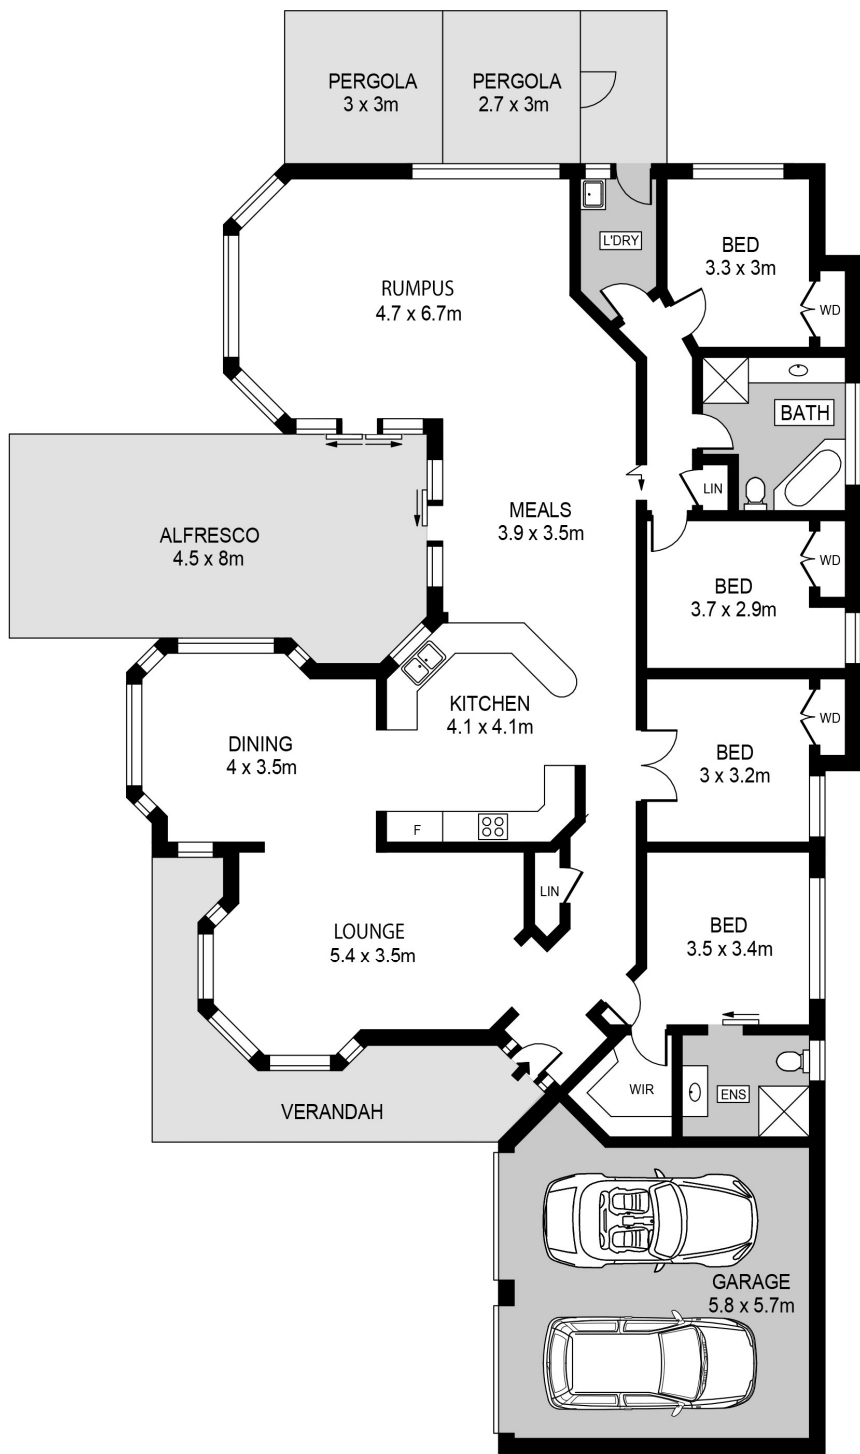 PERGOLA
3 x 3m
PERGOLA
2.7 x 3m
L'DRY
BED
3.3 x 3m
RUMPUS
4.7 x 6.7m
WD
BATH
LIN
MEALS
3.9 x 3.5m
ALFRESCO
4.5 x 8m
WD
BED
3.7 x 2.9m
KITCHEN
4.1 x 4.1m
WD
DINING
4 x 3.5m
BED
3 x 3.2m
F
LIN
LOUNGE
5.4 x 3.5m
BED
3.5 x 3.4m
WIR
ENS
VERANDAH
GARAGE
5.8 x 5.7m